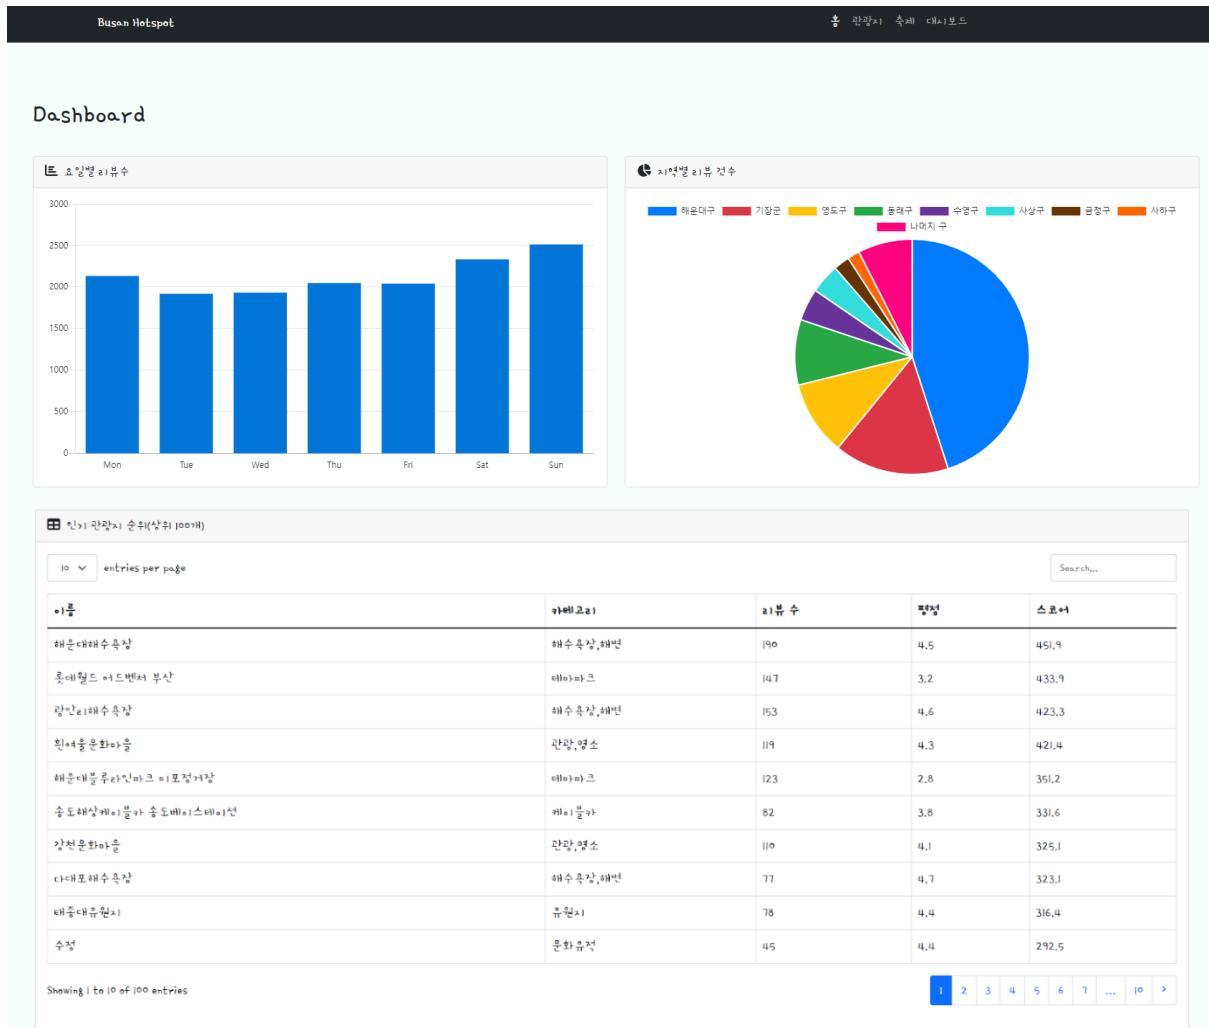 Busan Hotspot 홈 관광지 축제 대시보드
Dashboard
요일별 리뷰수
3000
2500
2000
1500
1000
500
0
Mon Tue Wed Thu Fri Sat Sun
지역별 리뷰 건수
해운대구 기장군 영도구 동래구 수영구 사상구 금정구 사하구
나머지 구
인기 관광지 순위(상위 100개)
10 entries per page Search...
이름 카테고리 리뷰 수 평점 스코어
해운대해수욕장 해수욕장,해변 190 4.5 451.9
롯데월드 어드벤처 부산 테마파크 147 3.2 433.9
광안리해수욕장 해수욕장,해변 153 4.6 423.3
흰여울문화마을 관광,명소 119 4.3 421.4
해운대블루라인파크 미포정거장 테마파크 123 2.8 351.2
송도해상케이블카 송도베이스테이션 케이블카 82 3.8 331.6
감천문화마을 관광,명소 110 4.1 325.1
다대포해수욕장 해수욕장,해변 77 4.7 323.1
태종대유원지 유원지 78 4.4 316.4
수정 문화유적 45 4.4 292.5
Showing 1 to 10 of 100 entries 1 2 3 4 5 6 7 ... 10 >